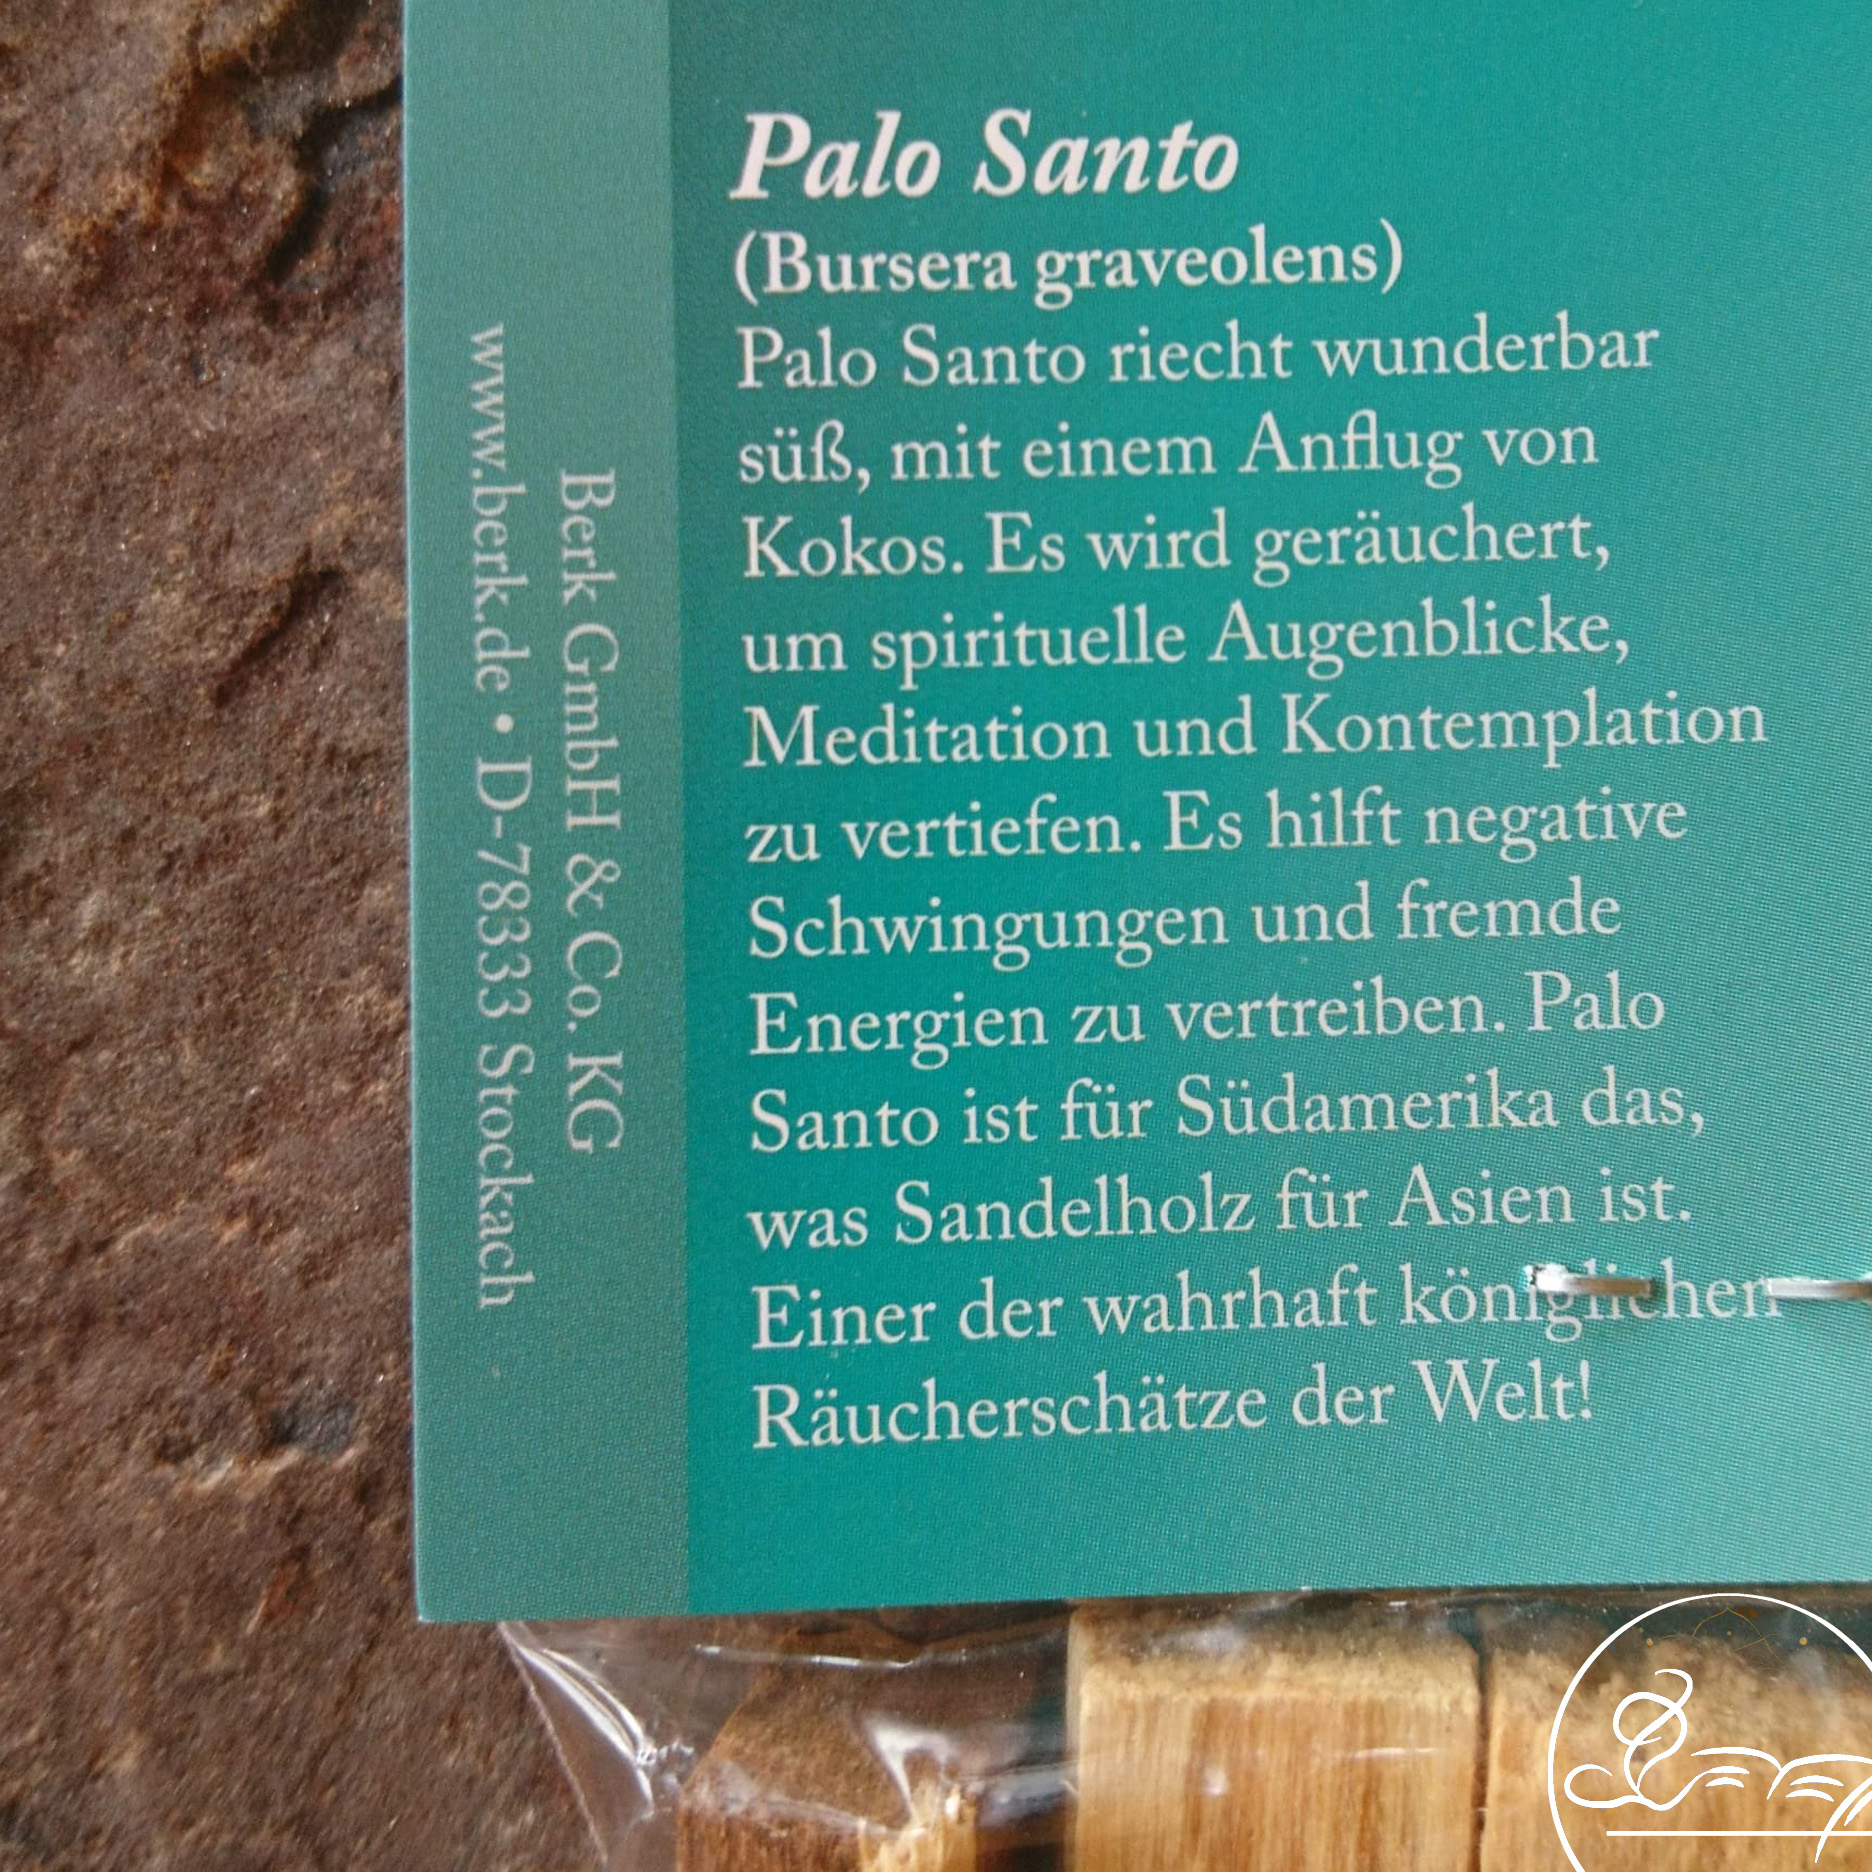 Palo Santo
(Bursera graveolens)
Palo Santo riecht wunderbar
süß, mit einem Anflug von
Kokos. Es wird geräuchert,
um spirituelle Augenblicke,
Meditation und Kontemplation
zu vertiefen. Es hilft negative
Schwingungen und fremde
Energien zu vertreiben. Palo
Santo ist für Südamerika das,
was Sandelholz für Asien ist.
Einer der wahrhaft königlichen
Räucherschätze der Welt!
Berk GmbH & Co. KG
www.berk.de • D-78333 Stockach